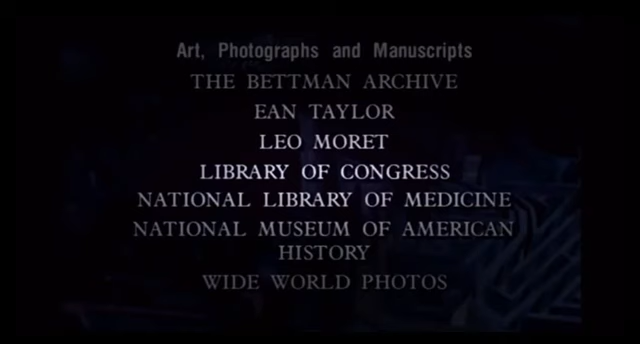 Art, Photographs and Manuscripts
THE BETTMAN ARCHIVE
EAN TAYLOR
LEO MORET
LIBRARY OF CONGRESS
NATIONAL LIBRARY OF MEDICINE
NATIONAL MUSEUM OF AMERICAN
HISTORY
WIDE WORLD PHOTOS